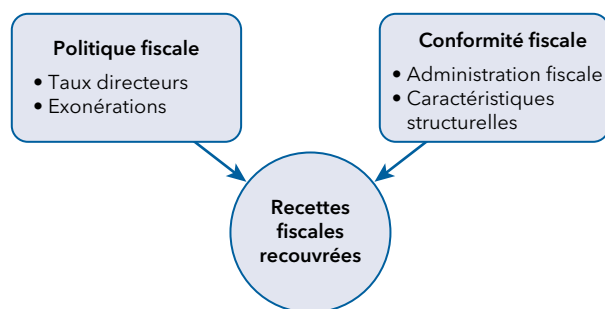 Politique fiscale
• Taux directeurs
• Exonérations
Conformité fiscale
• Administration fiscale
• Caractéristiques
structurelles
Recettes
fiscales
recouvrées